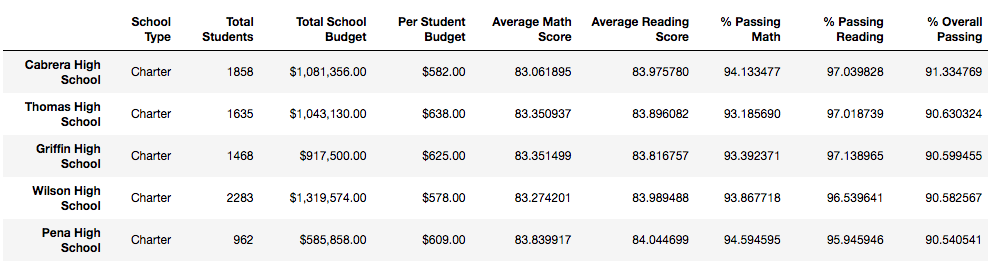 School Total Total School Per Student Average Math Average Reading % Passing % Passing % Overall
Type Students Budget Budget Score Score Math Reading Passing
Cabrera High
School Charter 1858 $1,081,356.00 $582.00 83.061895 83.975780 94.133477 97.039828 91.334769
Thomas High
School Charter 1635 $1,043,130.00 $638.00 83.350937 83.896082 93.185690 97.018739 90.630324
Griffin High
School Charter 1468 $917,500.00 $625.00 83.351499 83.816757 93.392371 97.138965 90.599455
Wilson High
School Charter 2283 $1,319,574.00 $578.00 83.274201 83.989488 93.867718 96.539641 90.582567
Pena High
School Charter 962 $585,858.00 $609.00 83.839917 84.044699 94.594595 95.945946 90.540541